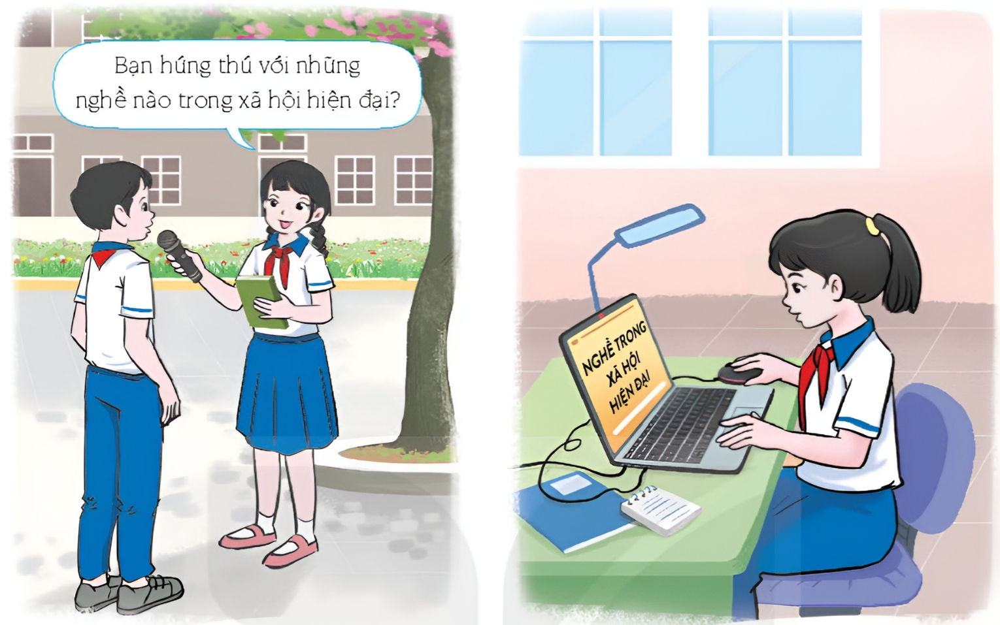 Bạn hứng thú với những
nghề nào trong xã hội hiện đại?
NGHỀ TRONG
XÃ HỘI
HIỆN ĐẠI